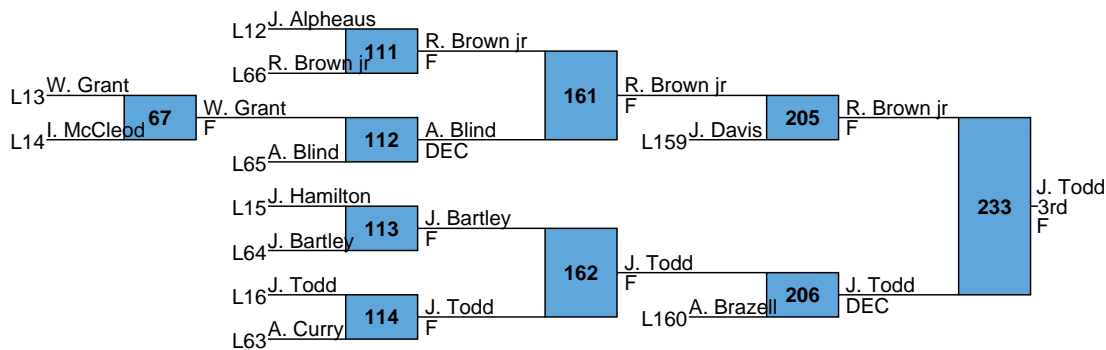 L12 J. Alpheaus
111
R. Brown jr
F
L66 R. Brown jr
161
R. Brown jr
F
L13 W. Grant
67
W. Grant
F
L14 I. McCleod
112
A. Blind
DEC
L65 A. Blind
205
R. Brown jr
F
L159 J. Davis
L15 J. Hamilton
113
J. Bartley
F
L64 J. Bartley
233
J. Todd
3rd
F
162
J. Todd
F
L16 J. Todd
114
J. Todd
F
L63 A. Curry
206
J. Todd
DEC
L160 A. Brazell